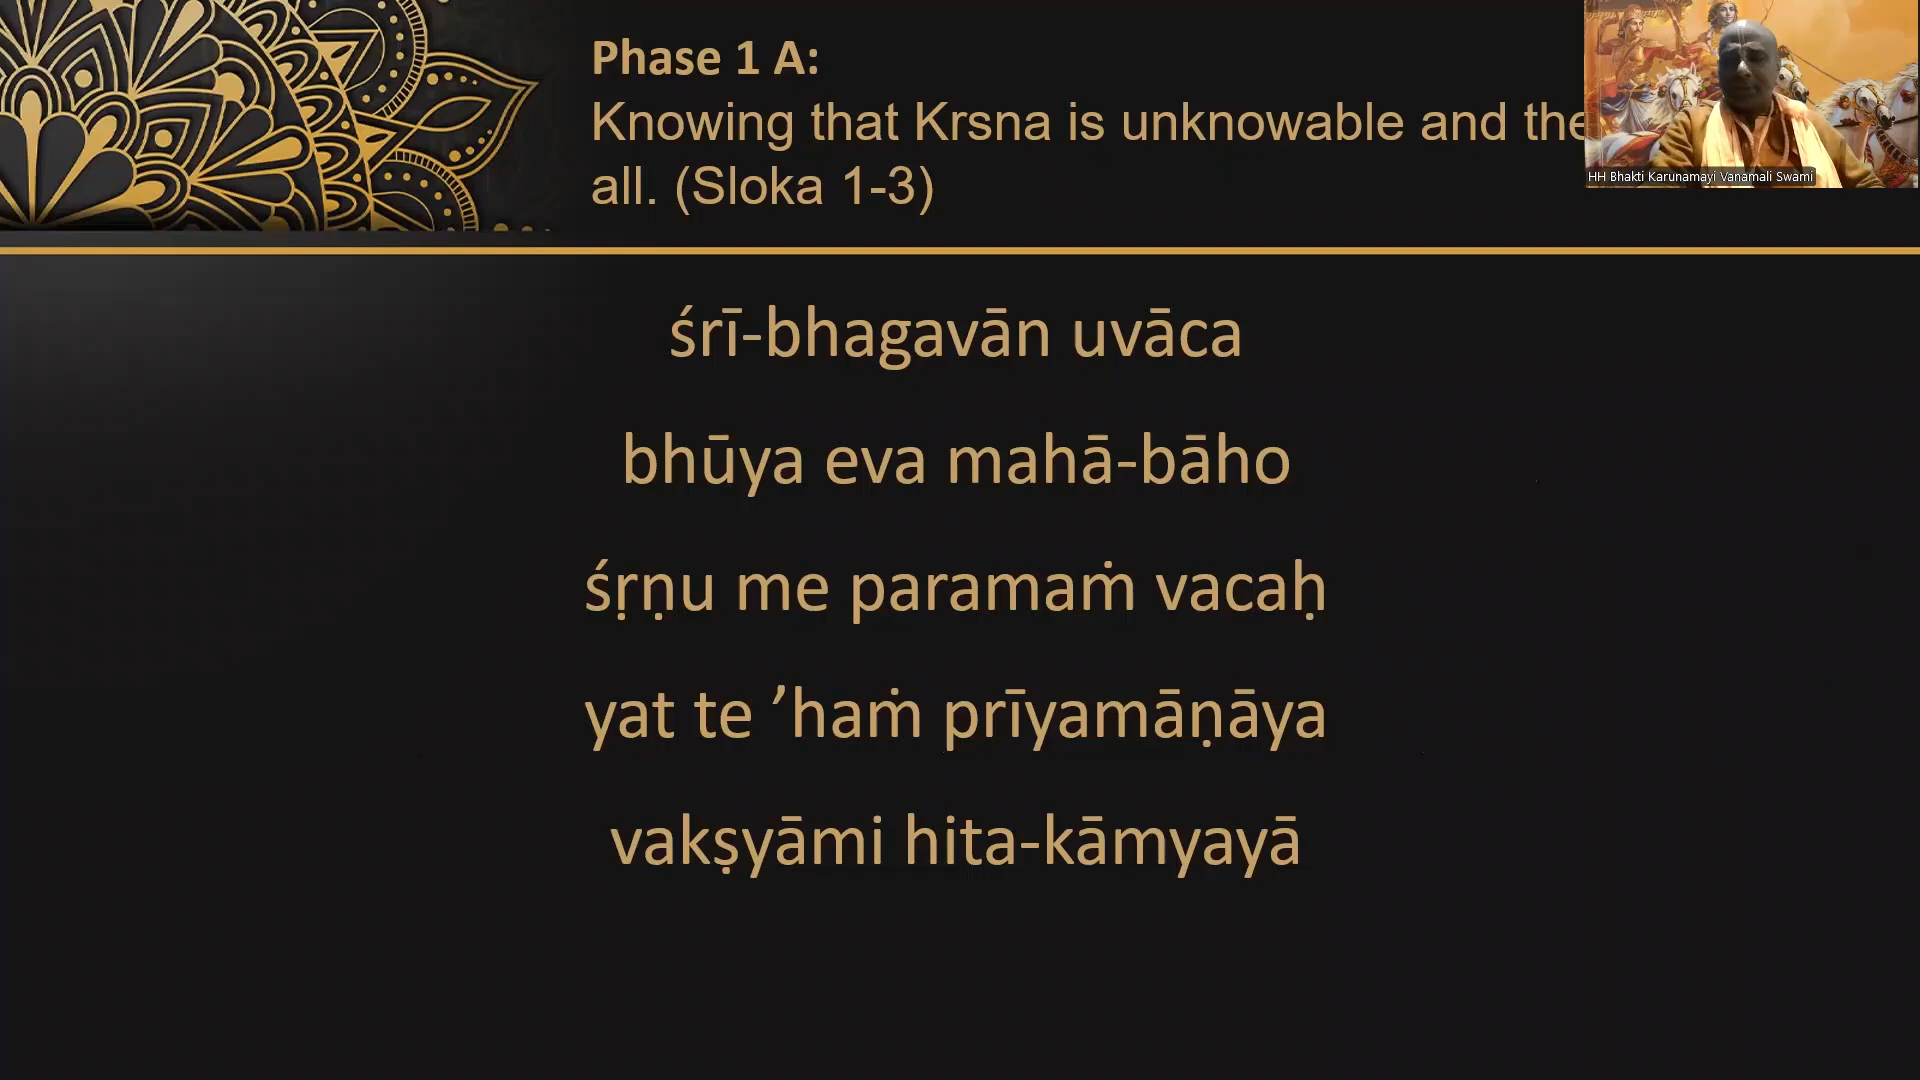 Phase 1 A:
Knowing that Krsna is unknowable and the
all. (Sloka 1-3)
HH Bhakti Karunamayi Vanamali Swami
śrī-bhagavān uvāca
bhūya eva mahā-bāho
śṛṇu me paramaṁ vacaḥ
yat te ’haṁ prīyamāṇāya
vakṣyāmi hita-kāmyayā